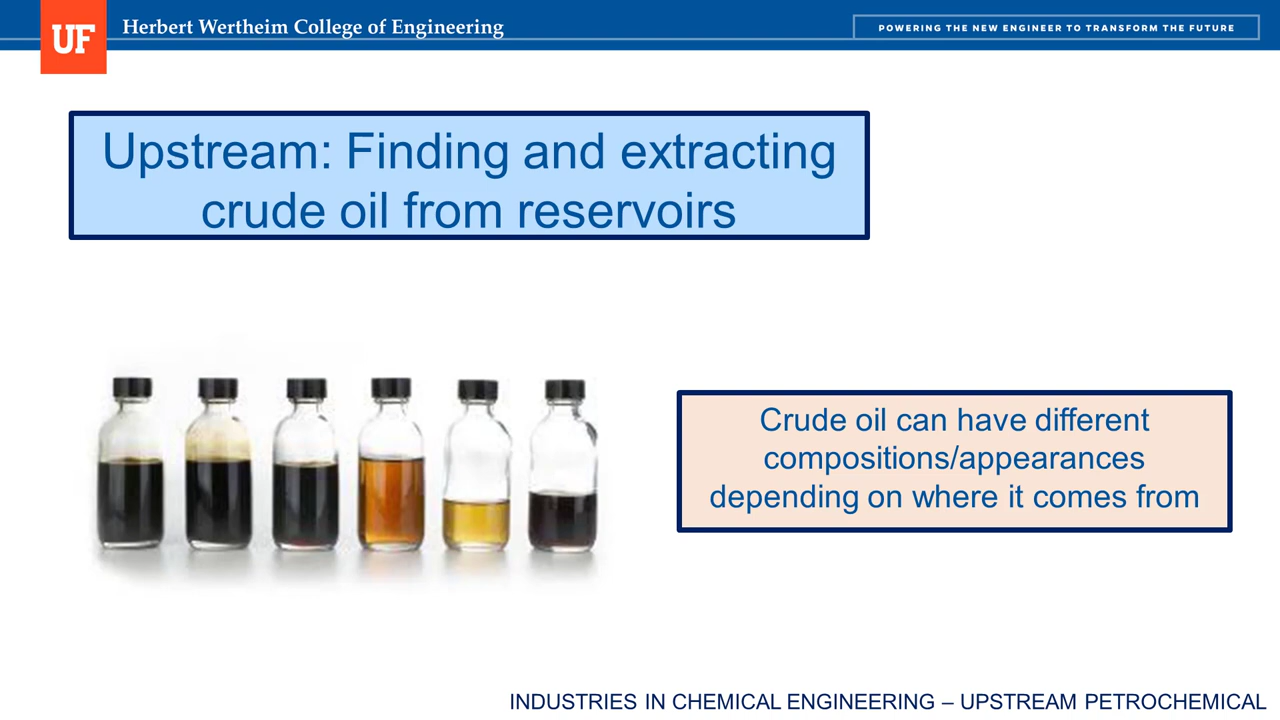 UF
Herbert Wertheim College of Engineering
POWERING THE NEW ENGINEER TO TRANSFORM THE FUTURE
Upstream: Finding and extracting
crude oil from reservoirs
Crude oil can have different
compositions/appearances
depending on where it comes from
INDUSTRIES IN CHEMICAL ENGINEERING – UPSTREAM PETROCHEMICAL